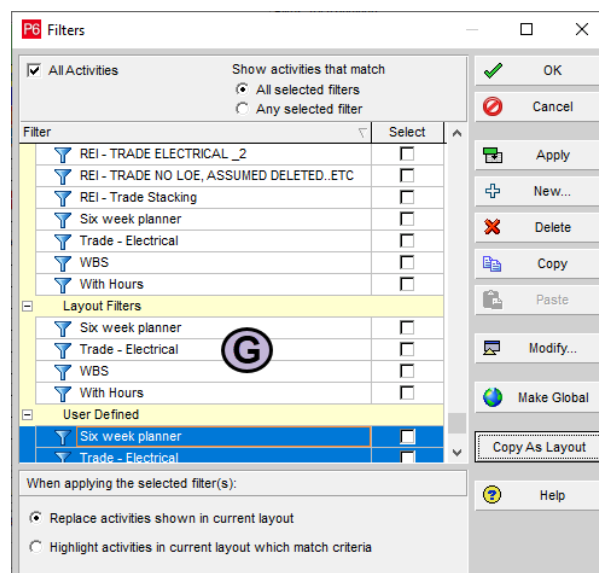 P6 Filters
All Activities
Show activities that match
All selected filters
Any selected filter
Filter Select
REI - TRADE ELECTRICAL _2
REI - TRADE NO LOE, ASSUMED DELETED..ETC
REI - Trade Stacking
Six week planner
Trade - Electrical
WBS
With Hours
Layout Filters
Six week planner
Trade - Electrical
WBS
With Hours
G
User Defined
Six week planner
Trade - Electrical
When applying the selected filter(s):
Replace activities shown in current layout
Highlight activities in current layout which match criteria
OK
Cancel
Apply
New...
Delete
Copy
Paste
Modify...
Make Global
Copy As Layout
Help